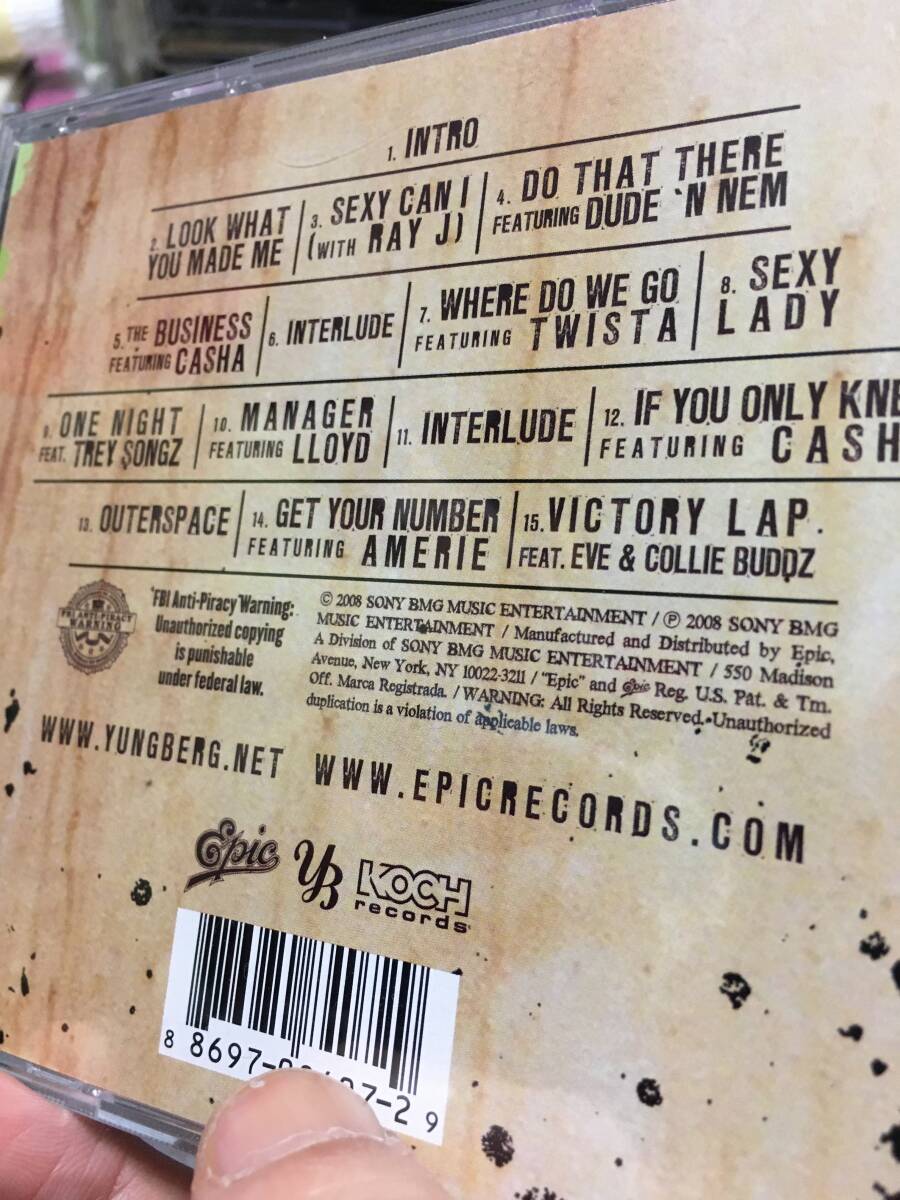 1. INTRO
2. LOOK WHAT
YOU MADE ME
3. SEXY CAN I
(WITH RAY J)
4. DO THAT THERE
FEATURING DUDE 'N NEM
5. THE BUSINESS
FEATURING CASHA
6. INTERLUDE
7. WHERE DO WE GO
FEATURING TWISTA
8. SEXY
LADY
9. ONE NIGHT
FEAT. TREY SONGZ
10. MANAGER
FEATURING LLOYD
11. INTERLUDE
12. IF YOU ONLY KNE
FEATURING CASH
13. OUTERSPACE
14. GET YOUR NUMBER
FEATURING AMERIE
15. VICTORY LAP.
FEAT. EVE & COLLIE BUDDZ
FBI ANTI-PIRACY
WARNING
"FBI Anti-Piracy Warning:
Unauthorized copying
is punishable
under federal law.
© 2008 SONY BMG MUSIC ENTERTAINMENT / ℗ 2008 SONY BMG
MUSIC ENTERTAINMENT / Manufactured and Distributed by Epic,
A Division of SONY BMG MUSIC ENTERTAINMENT / 550 Madison
Avenue, New York, NY 10022-3211 / "Epic" and Epic Reg. U.S. Pat. & Tm.
Off. Marca Registrada. / WARNING: All Rights Reserved. Unauthorized
duplication is a violation of applicable laws.
WWW.YUNGBERG.NET
WWW.EPICRECORDS.COM
Epic
YB
KOCH
records
8 8697- 7-2 9